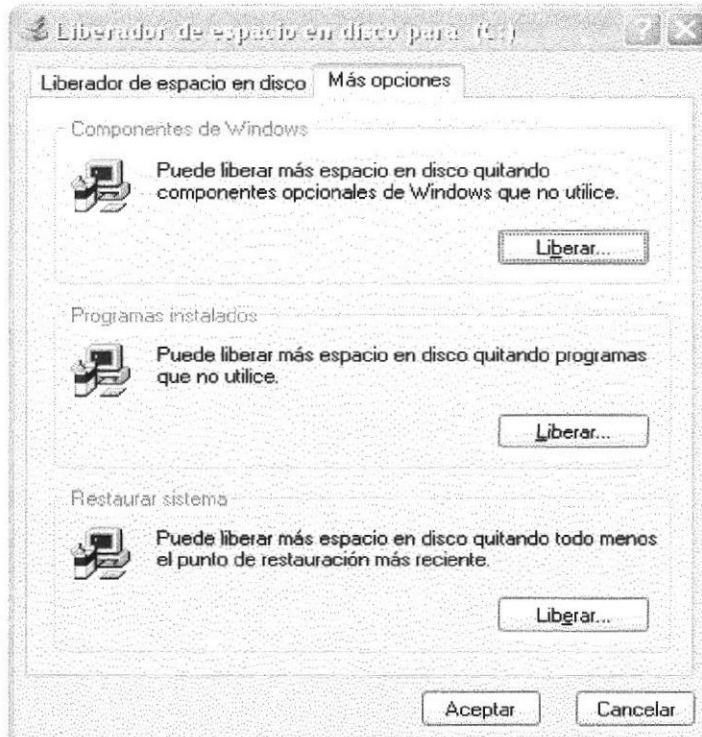 Liberador de espacio en disco para (C:)
Liberador de espacio en disco Más opciones
Componentes de Windows
Puede liberar más espacio en disco quitando
componentes opcionales de Windows que no utilice.
Liberar...
Programas instalados
Puede liberar más espacio en disco quitando programas
que no utilice.
Liberar...
Restaurar sistema
Puede liberar más espacio en disco quitando todo menos
el punto de restauración más reciente.
Liberar...
Aceptar Cancelar